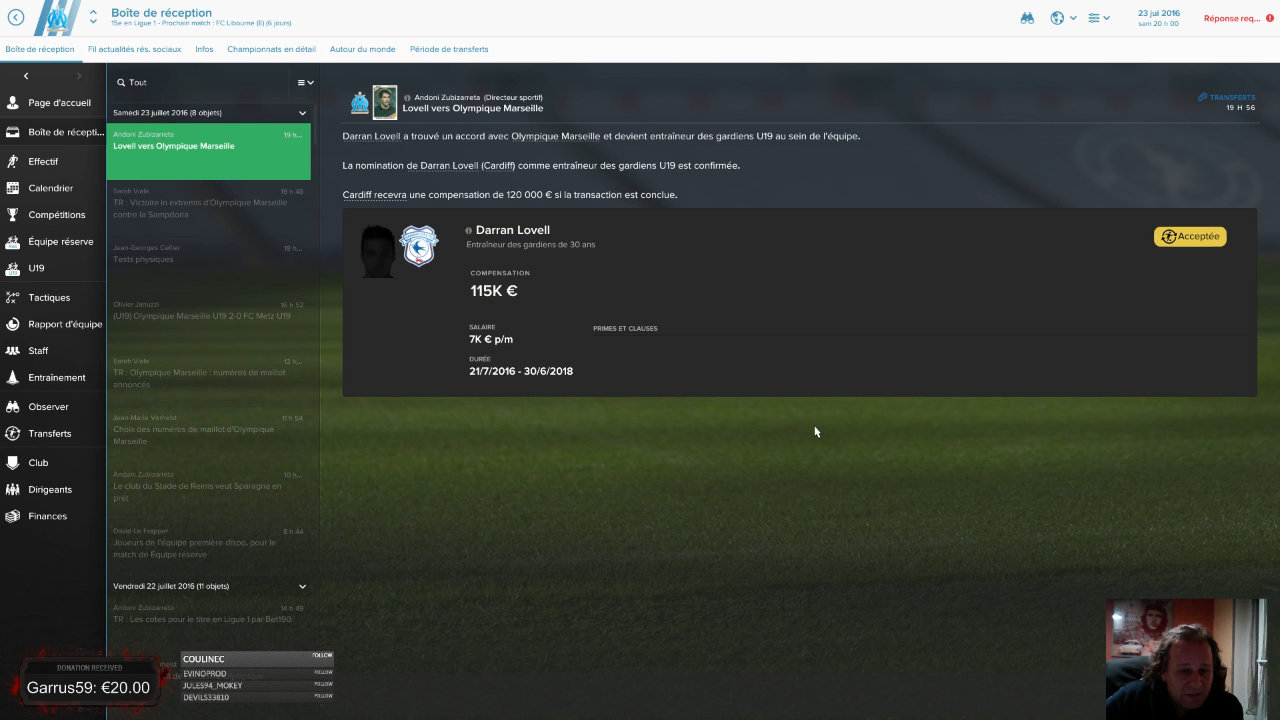 Boîte de réception
15e en Ligue 1 - Prochain match : FC Libourne (E) (6 jours)
23 jui 2016
sam 20 h 00
Réponse req...
Boîte de réception
Fil actualités rés. sociaux
Infos
Championnats en détail
Autour du monde
Période de transferts
Page d'accueil
Boîte de récepti...
Effectif
Calendrier
Compétitions
Équipe réserve
U19
Tactiques
Rapport d'équipe
Staff
Entraînement
Observer
Transferts
Club
Dirigeants
Finances
Tout
Samedi 23 juillet 2016 (8 objets)
Andoni Zubizarreta 19 h...
Lovell vers Olympique Marseille
Sarah Viale 19 h 48
TR : Victoire in extremis d'Olympique Marseille
contre la Sampdoria
Jean-Georges Cellier 18 h...
Tests physiques
Olivier Januzzi 16 h 52
(U19) Olympique Marseille U19 2-0 FC Metz U19
Sarah Viale 12 h...
TR : Olympique Marseille : numéros de maillot
annoncés
Jean-Marie Verhelst 11 h 54
Choix des numéros de maillot d'Olympique
Marseille
Andoni Zubizarreta 10 h...
Le club du Stade de Reims veut Sparagna en
prêt
David Le Frapper 8 h 44
Joueurs de l'équipe première dispo. pour le
match de Équipe réserve
Vendredi 22 juillet 2016 (11 objets)
Andoni Zubizarreta 14 h 49
TR : Les cotes pour le titre en Ligue 1 par Bet190
Andoni Zubizarreta (Directeur sportif)
Lovell vers Olympique Marseille
TRANSFERTS
19 H 56
Darran Lovell a trouvé un accord avec Olympique Marseille et devient entraîneur des gardiens U19 au sein de l'équipe.
La nomination de Darran Lovell (Cardiff) comme entraîneur des gardiens U19 est confirmée.
Cardiff recevra une compensation de 120 000 € si la transaction est conclue.
Darran Lovell
Entraîneur des gardiens de 30 ans
Acceptée
COMPENSATION
115K €
SALAIRE
7K € p/m
PRIMES ET CLAUSES
DURÉE
21/7/2016 - 30/6/2018
DONATION RECEIVED
Garrus59: €20.00
COULINEC FOLLOW
EVINOPROD FOLLOW
JULES94_MOKEY FOLLOW
DEVILS33810 FOLLOW